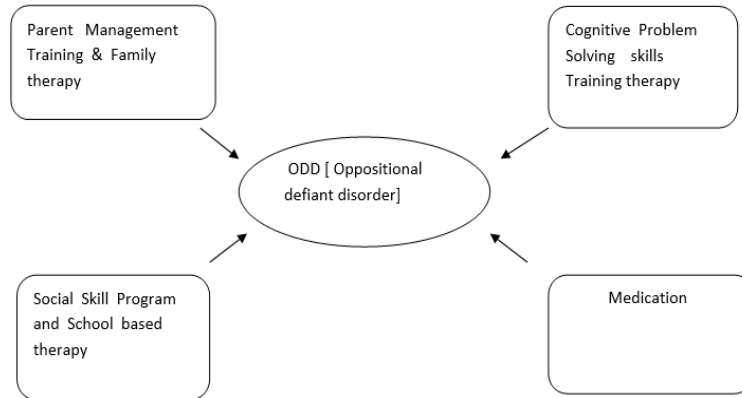 Parent Management
Training & Family
therapy
Cognitive Problem
Solving skills
Training therapy
ODD [ Oppositional
defiant disorder]
Social Skill Program
and School based
therapy
Medication